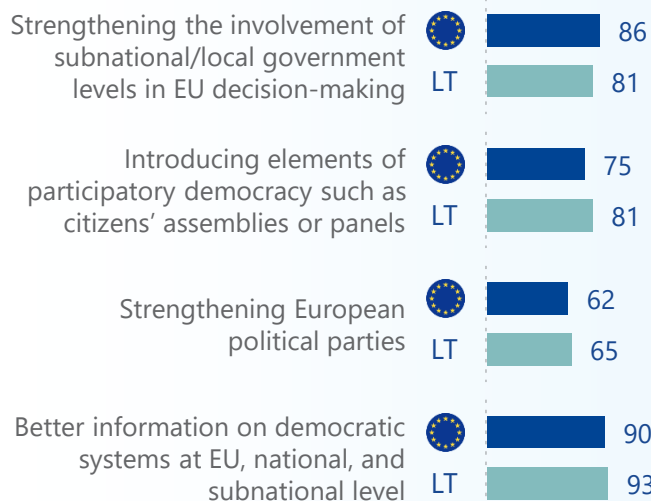 Strengthening the involvement of
subnational/local government
levels in EU decision-making
86
LT 81
Introducing elements of
participatory democracy such as
citizens’ assemblies or panels
75
LT 81
Strengthening European
political parties
62
LT 65
Better information on democratic
systems at EU, national, and
subnational level
90
LT 93